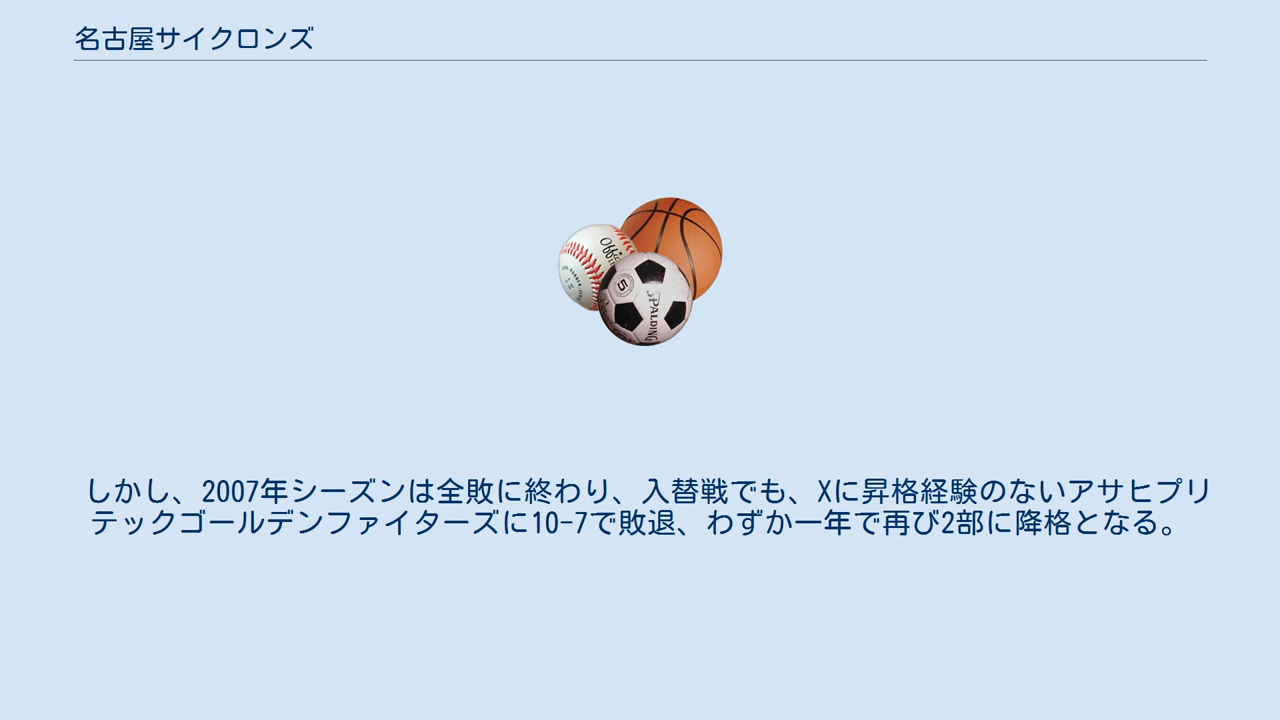 名古屋サイクロンズ
Offici
5
SPALDING
しかし、2007年シーズンは全敗に終わり、入替戦でも、Xに昇格経験のないアサヒプリ
テックゴールデンファイターズに10-7で敗退、わずか一年で再び2部に降格となる。